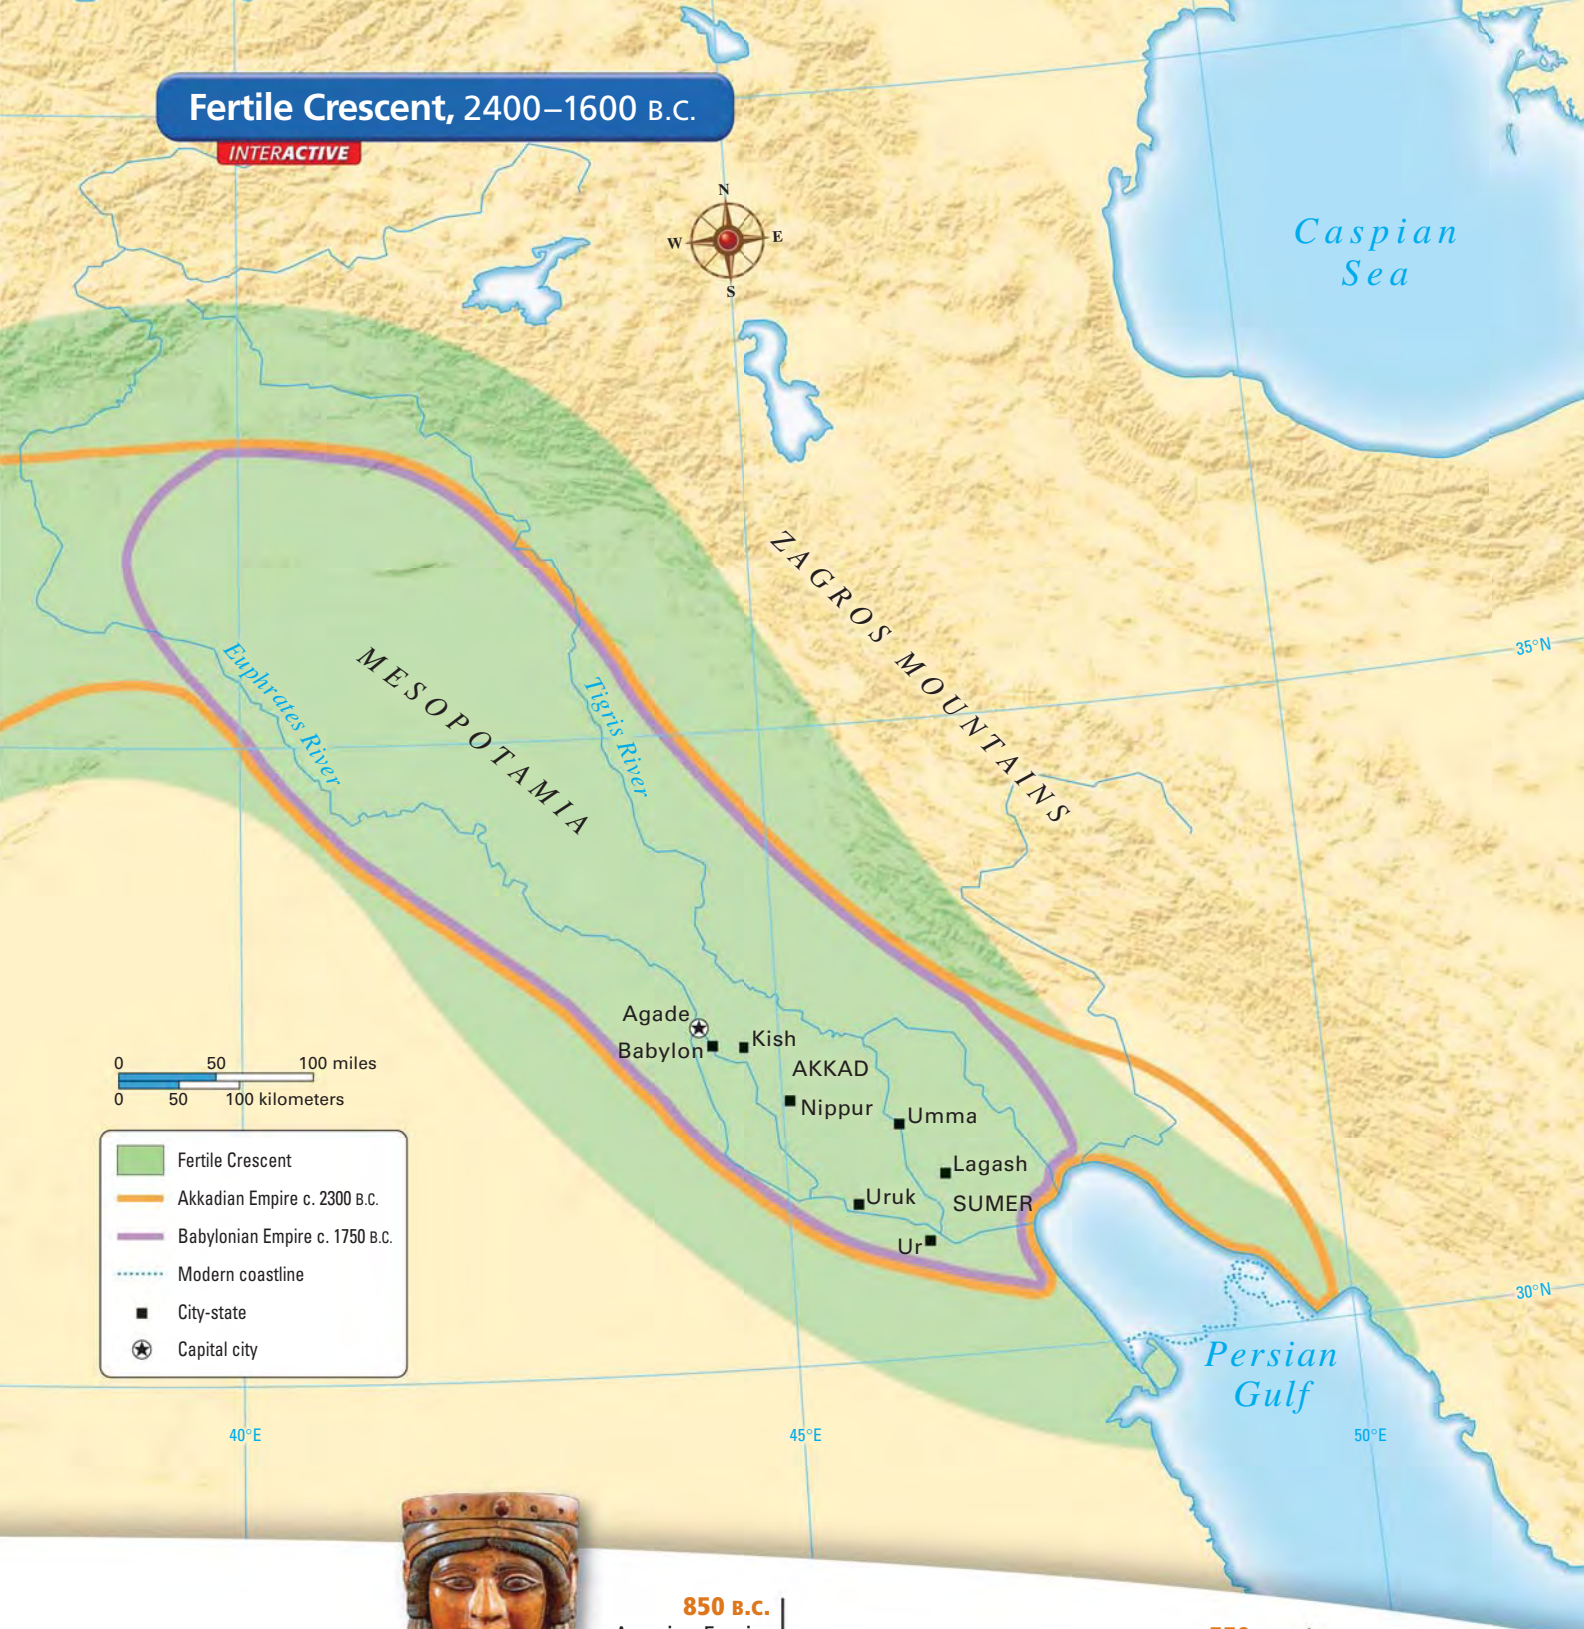 Fertile Crescent, 2400–1600 B.C.
INTERACTIVE
N
W
E
S
Caspian
Sea
ZAGROS MOUNTAINS
35°N
MESOPOTAMIA
Euphrates River
Tigris River
Agade
Babylon
Kish
AKKAD
Nippur
Umma
Lagash
Uruk
SUMER
Ur
0 50 100 miles
0 50 100 kilometers
Fertile Crescent
Akkadian Empire c. 2300 B.C.
Babylonian Empire c. 1750 B.C.
Modern coastline
City-state
Capital city
30°N
Persian
Gulf
40°E
45°E
50°E
850 B.C.